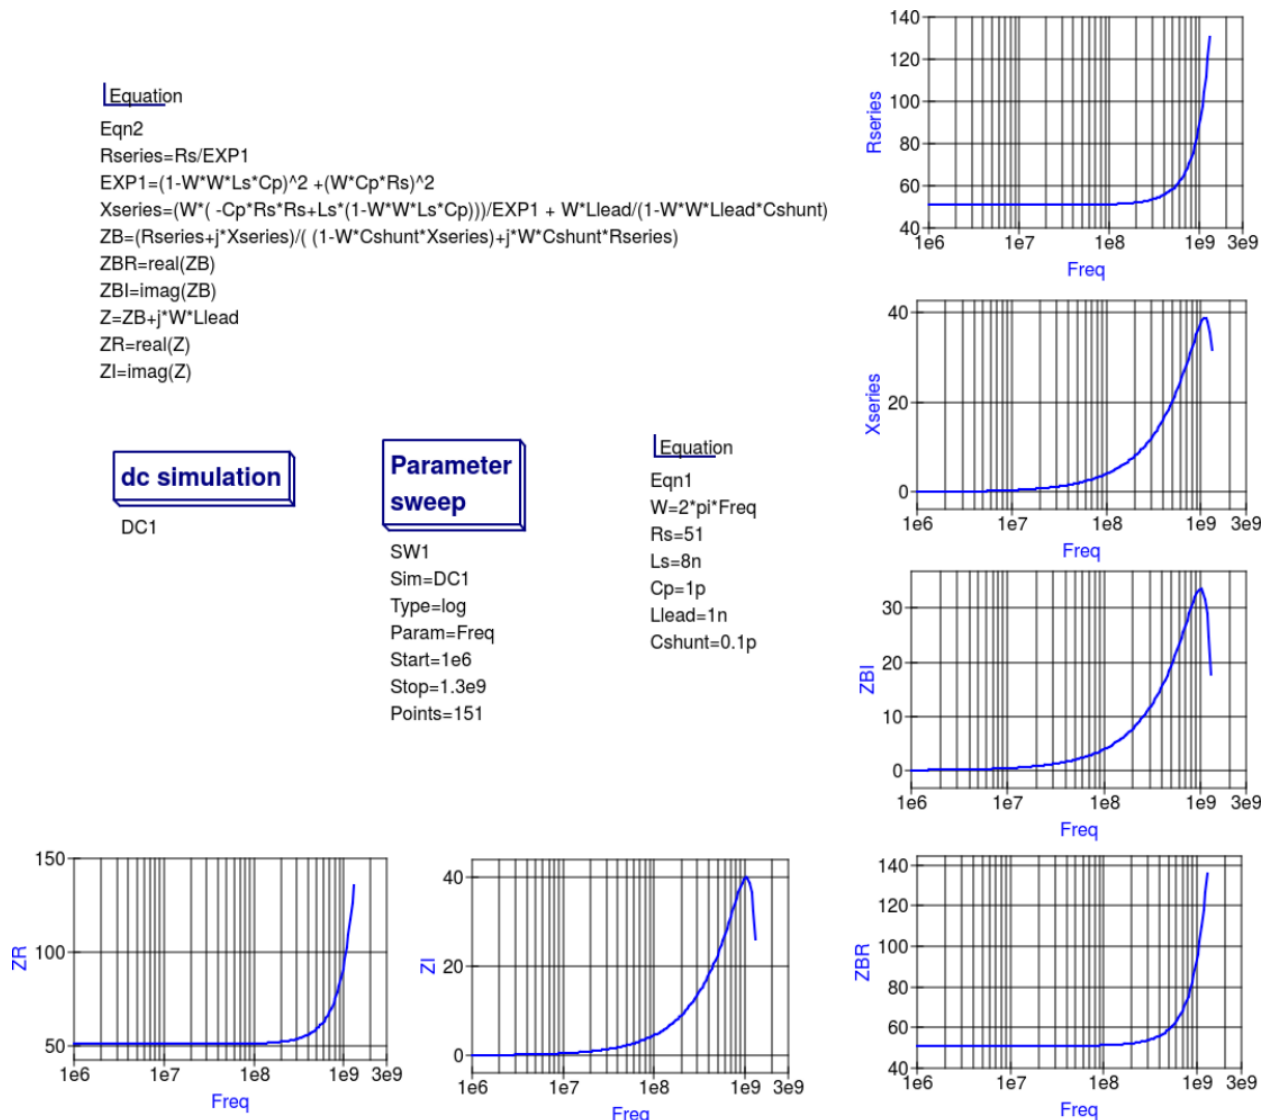 Equation
Eqn2
Rseries=Rs/EXP1
EXP1=(1-W*W*Ls*Cp)^2 +(W*Cp*Rs)^2
Xseries=(W*( -Cp*Rs*Rs+Ls*(1-W*W*Ls*Cp)))/EXP1 + W*Llead/(1-W*W*Llead*Cshunt)
ZB=(Rseries+j*Xseries)/( (1-W*Cshunt*Xseries)+j*W*Cshunt*Rseries)
ZBR=real(ZB)
ZBI=imag(ZB)
Z=ZB+j*W*Llead
ZR=real(Z)
ZI=imag(Z)
dc simulation
DC1
Parameter
sweep
SW1
Sim=DC1
Type=log
Param=Freq
Start=1e6
Stop=1.3e9
Points=151
Equation
Eqn1
W=2*pi*Freq
Rs=51
Ls=8n
Cp=1p
Llead=1n
Cshunt=0.1p
140
120
100
80
60
40
Rseries
1e6 1e7 1e8 1e9 3e9
Freq
40
20
0
Xseries
1e6 1e7 1e8 1e9 3e9
Freq
30
20
10
0
ZBI
1e6 1e7 1e8 1e9 3e9
Freq
150
100
50
ZR
1e6 1e7 1e8 1e9 3e9
Freq
40
20
0
ZI
1e6 1e7 1e8 1e9 3e9
Freq
140
120
100
80
60
40
ZBR
1e6 1e7 1e8 1e9 3e9
Freq